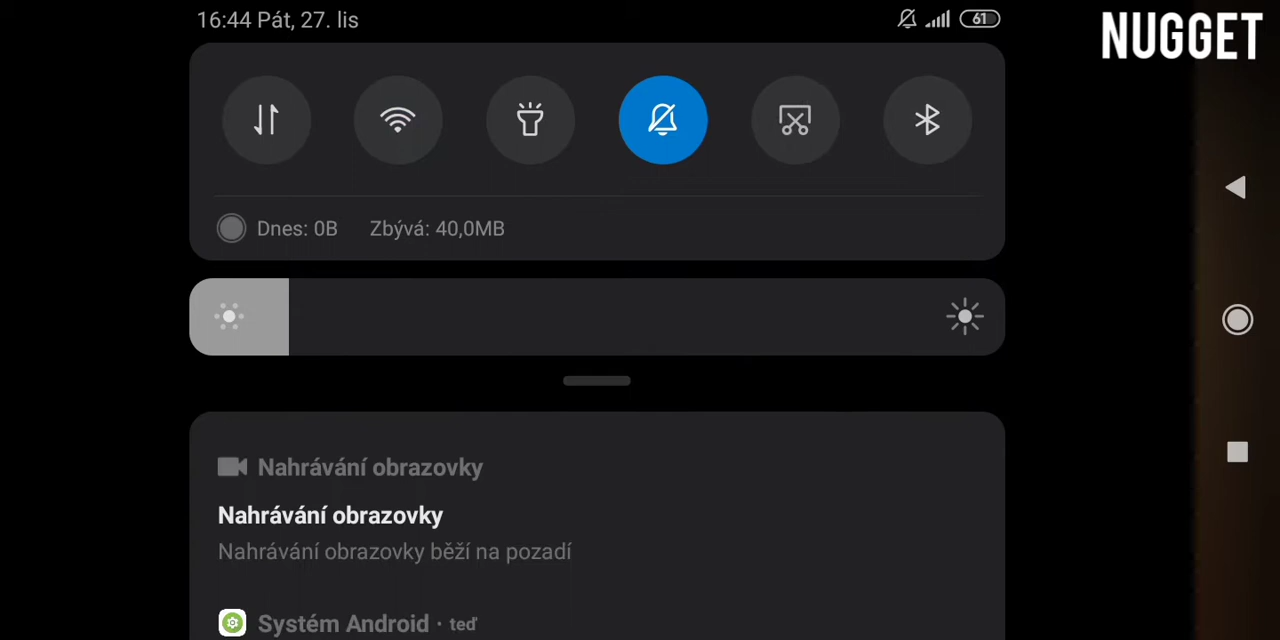 16:44 Pát, 27. lis
61
NUGGET
Dnes: 0B Zbývá: 40,0MB
Nahrávání obrazovky
Nahrávání obrazovky
Nahrávání obrazovky běží na pozadí
Systém Android · teď